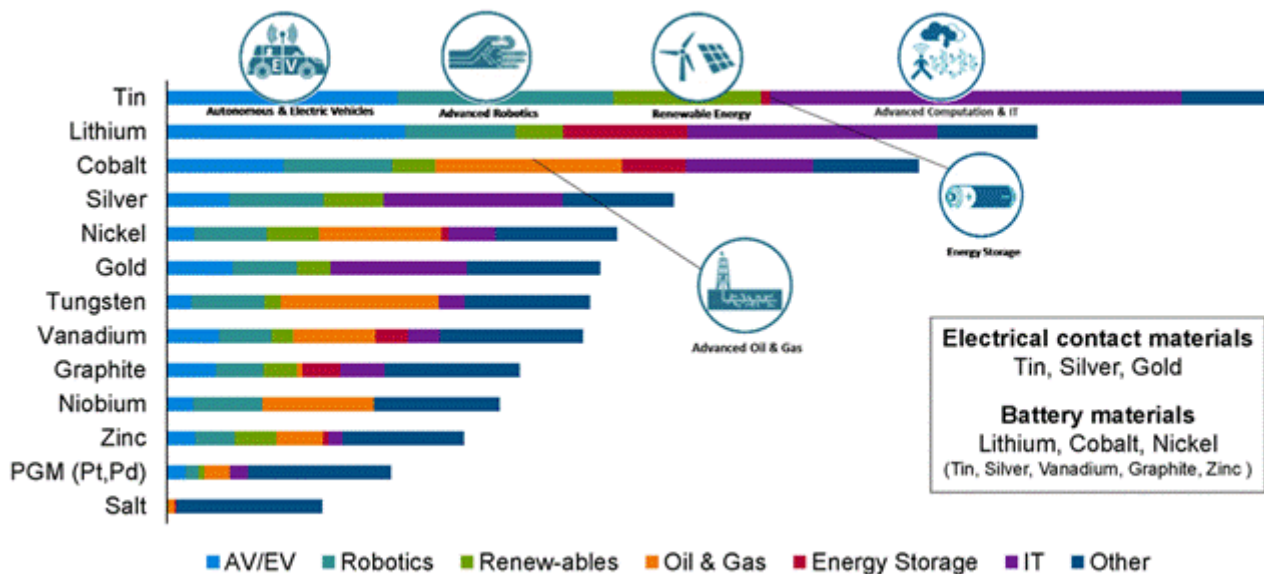 EV
Tin
Autonomous & Electric Vehicles
Advanced Robotics
Renewable Energy
Advanced Computation & IT
Lithium
Cobalt
Silver
Energy Storage
Nickel
Gold
Tungsten
Vanadium
Advanced Oil & Gas
Graphite
Niobium
Zinc
PGM (Pt,Pd)
Salt
Electrical contact materials
Tin, Silver, Gold
Battery materials
Lithium, Cobalt, Nickel
(Tin, Silver, Vanadium, Graphite, Zinc )
AV/EV Robotics Renew-ables Oil & Gas Energy Storage IT Other